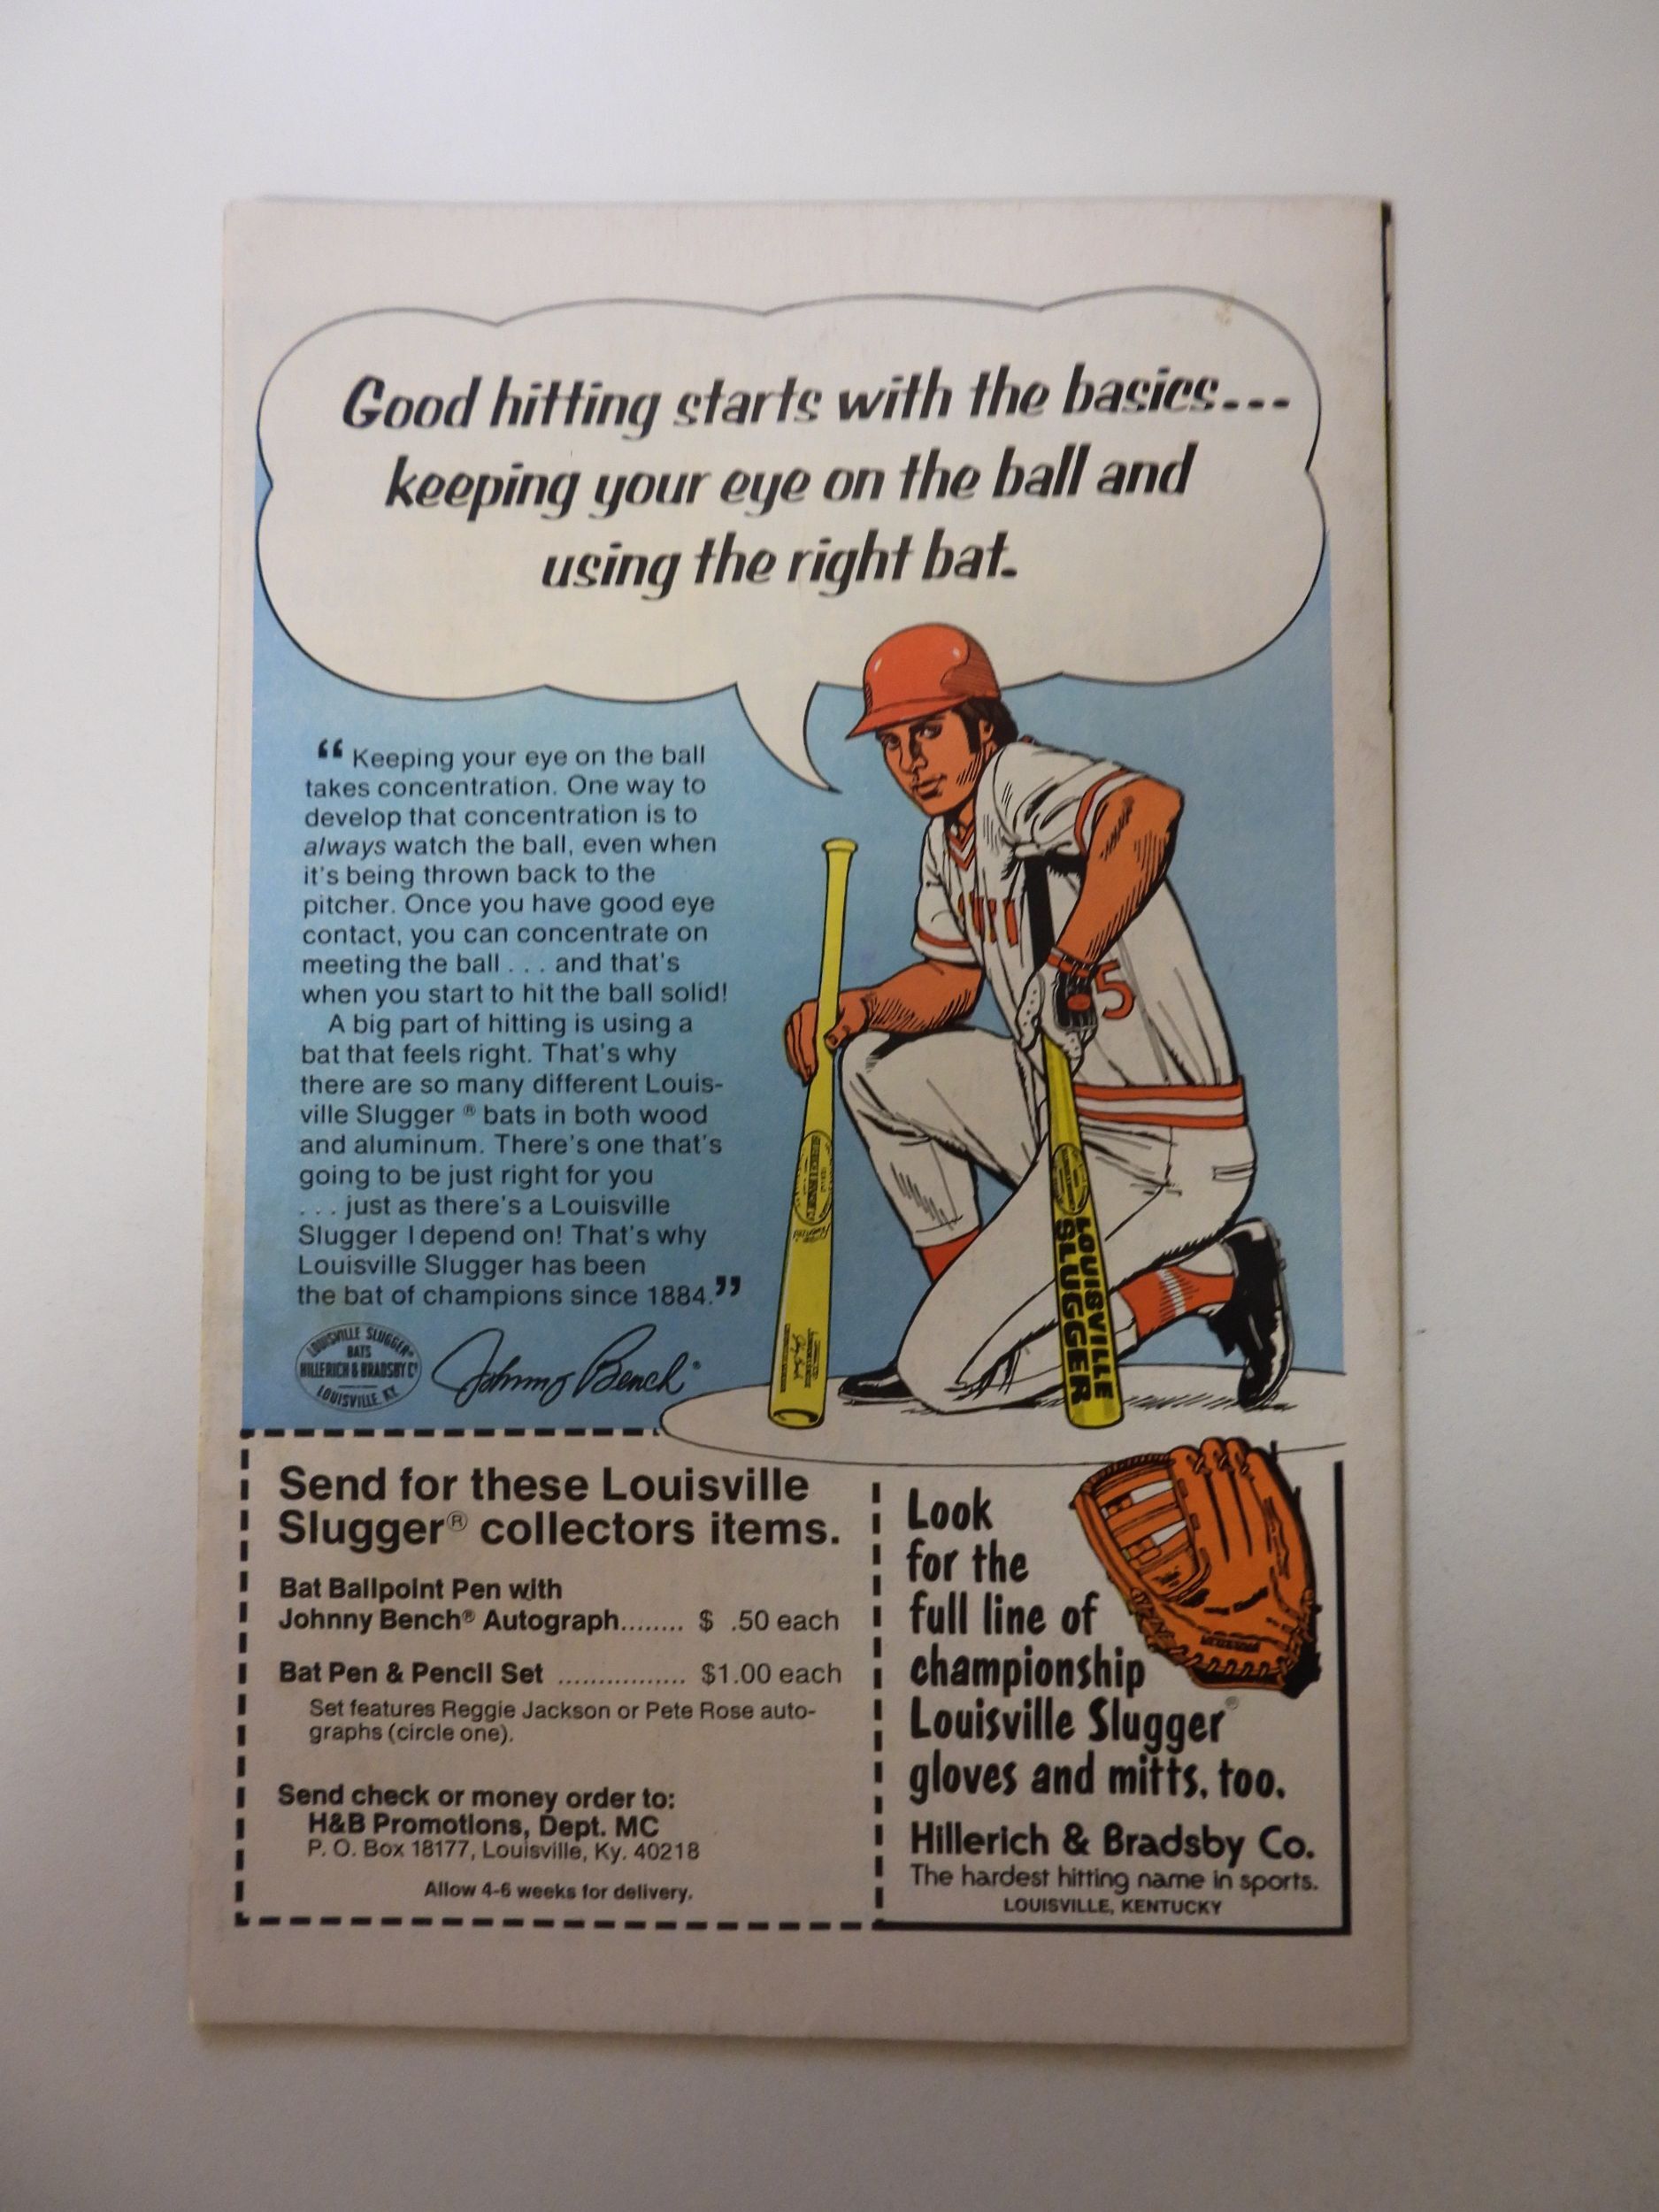 Good hitting starts with the basics...
keeping your eye on the ball and
using the right bat.
“Keeping your eye on the ball
takes concentration. One way to
develop that concentration is to
always watch the ball, even when
it's being thrown back to the
pitcher. Once you have good eye
contact, you can concentrate on
meeting the ball . . . and that's
when you start to hit the ball solid!
A big part of hitting is using a
bat that feels right. That's why
there are so many different Louis-
ville Slugger® bats in both wood
and aluminum. There's one that's
going to be just right for you
. . . just as there's a Louisville
Slugger I depend on! That's why
Louisville Slugger has been
the bat of champions since 1884.”
LOUISVILLE SLUGGER®
BATS
HILLERICH & BRADSBY Cº
LOUISVILLE, KY.
Johnny Bench®
5
LOUISVILLE
SLUGGER
Send for these Louisville
Slugger® collectors items.
Bat Ballpoint Pen with
Johnny Bench® Autograph........ $ .50 each
Bat Pen & Pencil Set ................ $1.00 each
Set features Reggie Jackson or Pete Rose auto-
graphs (circle one).
Send check or money order to:
H&B Promotions, Dept. MC
P. O. Box 18177, Louisville, Ky. 40218
Allow 4-6 weeks for delivery.
Look
for the
full line of
championship
Louisville Slugger®
gloves and mitts, too.
Hillerich & Bradsby Co.
The hardest hitting name in sports.
LOUISVILLE, KENTUCKY